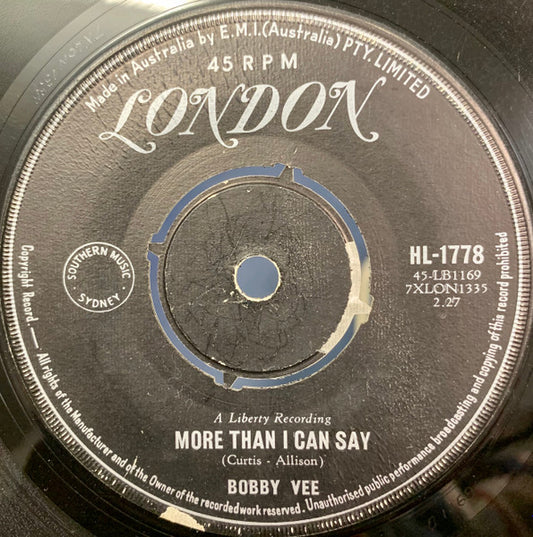 Made in Australia by E.M.I.(Australia) PTY. LIMITED
45 RPM
LONDON
SOUTHERN MUSIC
SYDNEY
HL-1778
45-LB1169
7XLON1335
2.27
A Liberty Recording
MORE THAN I CAN SAY
(Curtis - Allison)
BOBBY VEE
Copyright Record. — All rights of the Manufacturer and of the Owner of the recorded work reserved. Unauthorised public performance, broadcasting and copying of this record prohibited